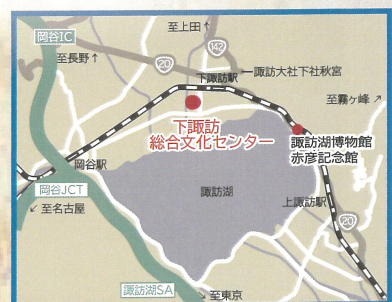 至上田↑
岡谷IC
142
至長野↑
20
下諏訪駅
諏訪大社下社秋宮
至霧ヶ峰↗
下諏訪
総合文化センター
諏訪湖博物館
赤彦記念館
岡谷駅
諏訪湖
岡谷JCT
上諏訪駅
↙至名古屋
20
諏訪湖SA
↘至東京